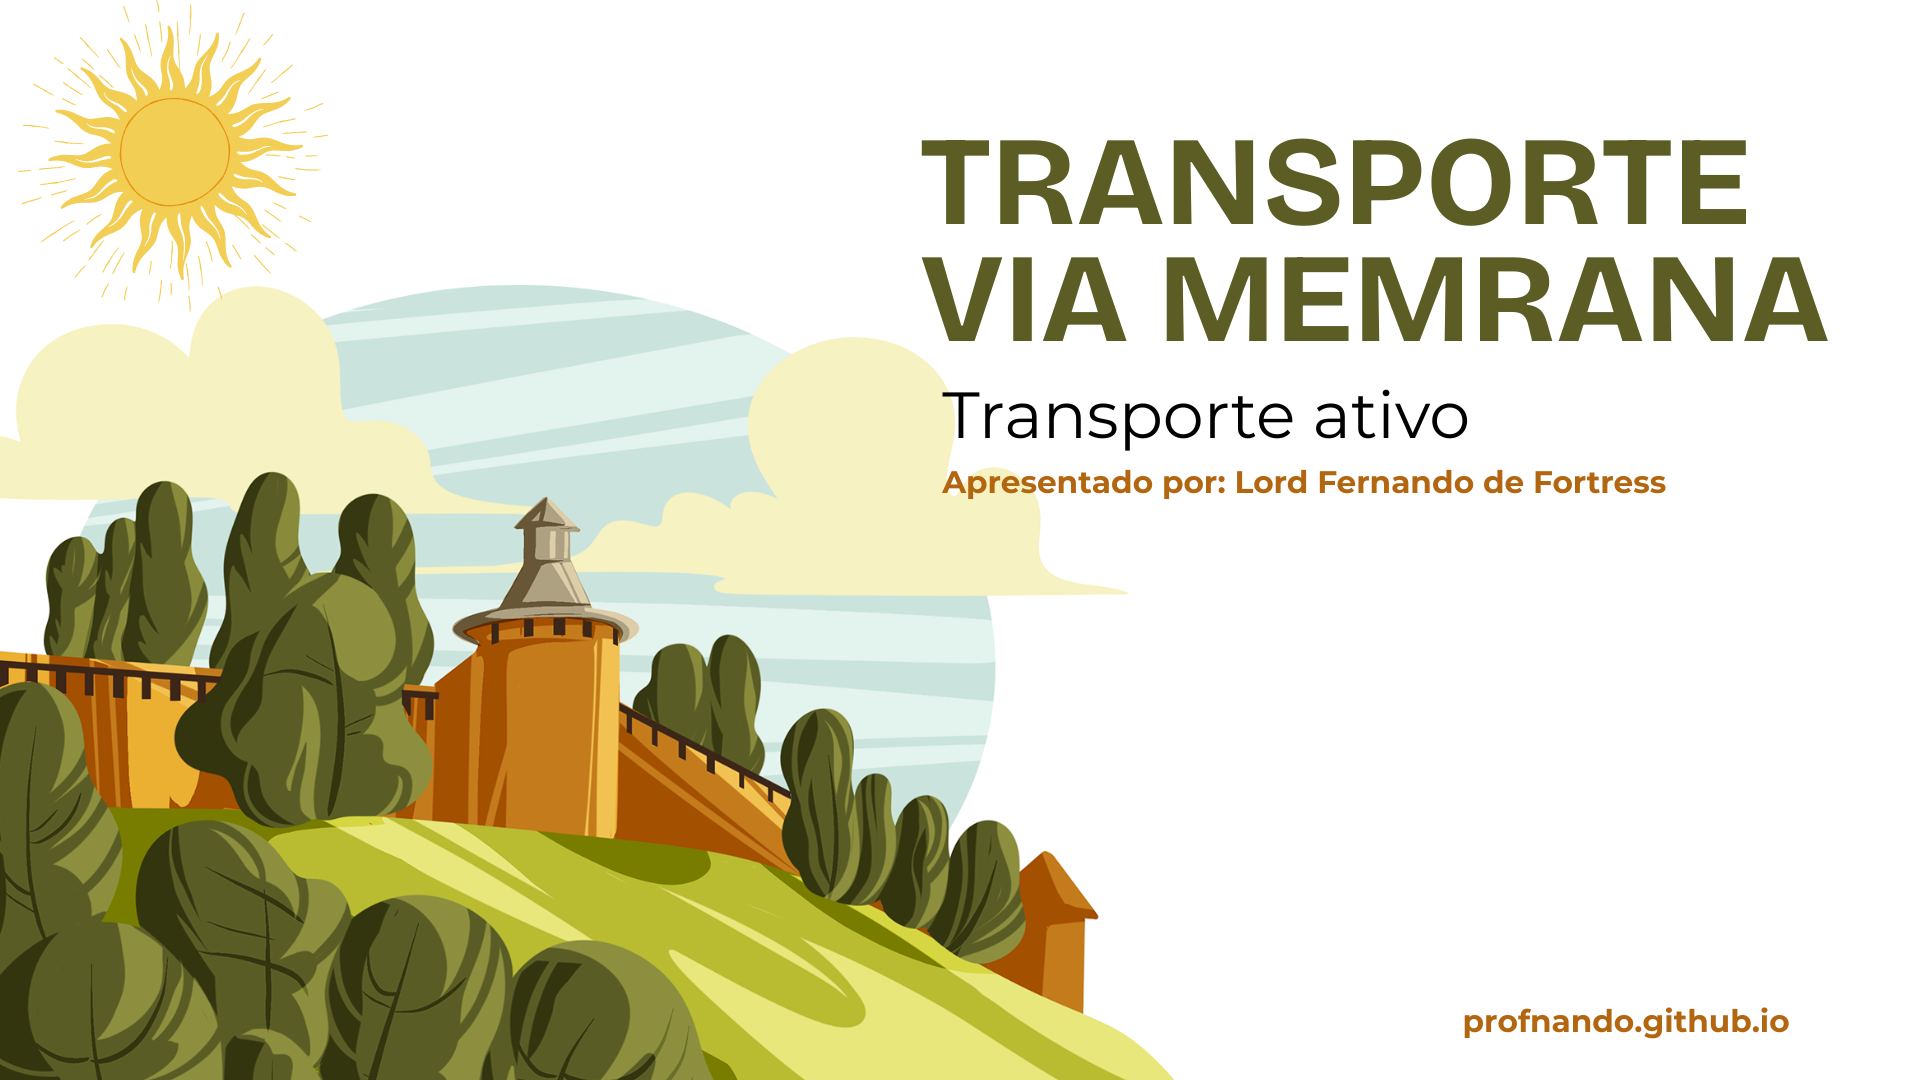 TRANSPORTE
VIA MEMRANA
Transporte ativo
Apresentado por: Lord Fernando de Fortress
profnando.github.io